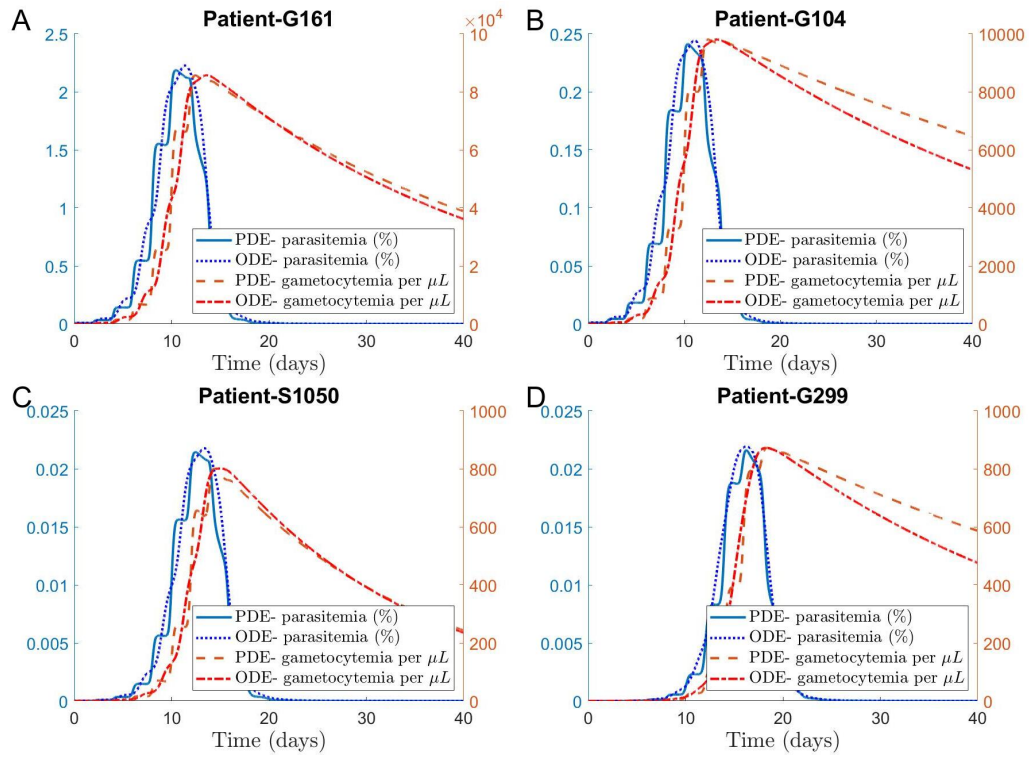 A
Patient-G161
×10⁴
2.5
2
1.5
1
0.5
0
10
8
6
4
2
0
PDE- parasitemia (%)
ODE- parasitemia (%)
PDE- gametocytemia per μL
ODE- gametocytemia per μL
0 10 20 30 40
Time (days)
B
Patient-G104
0.25
0.2
0.15
0.1
0.05
0
10000
8000
6000
4000
2000
0
PDE- parasitemia (%)
ODE- parasitemia (%)
PDE- gametocytemia per μL
ODE- gametocytemia per μL
0 10 20 30 40
Time (days)
C
Patient-S1050
0.025
0.02
0.015
0.01
0.005
0
1000
800
600
400
200
0
PDE- parasitemia (%)
ODE- parasitemia (%)
PDE- gametocytemia per μL
ODE- gametocytemia per μL
0 10 20 30 40
Time (days)
D
Patient-G299
0.025
0.02
0.015
0.01
0.005
0
1000
800
600
400
200
0
PDE- parasitemia (%)
ODE- parasitemia (%)
PDE- gametocytemia per μL
ODE- gametocytemia per μL
0 10 20 30 40
Time (days)